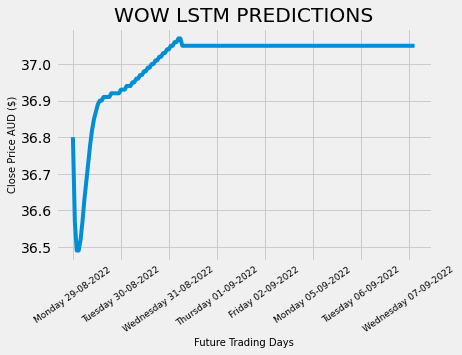 WOW LSTM PREDICTIONS
Close Price AUD ($)
37.0
36.9
36.8
36.7
36.6
36.5
Monday 29-08-2022
Tuesday 30-08-2022
Wednesday 31-08-2022
Thursday 01-09-2022
Friday 02-09-2022
Monday 05-09-2022
Tuesday 06-09-2022
Wednesday 07-09-2022
Future Trading Days